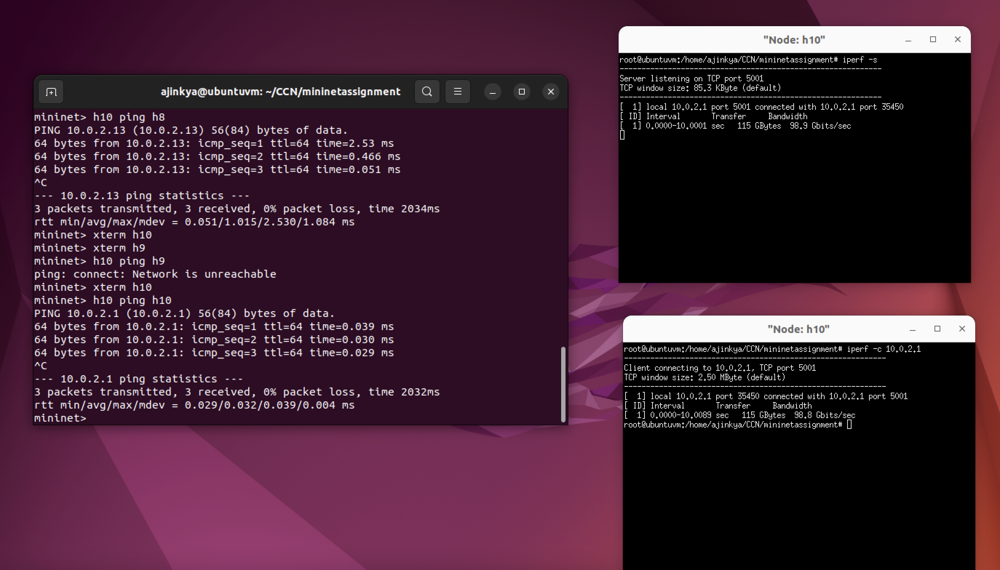 ajinkya@ubuntuvm: ~/CCN/mininetassignment
mininet> h10 ping h8
PING 10.0.2.13 (10.0.2.13) 56(84) bytes of data.
64 bytes from 10.0.2.13: icmp_seq=1 ttl=64 time=2.53 ms
64 bytes from 10.0.2.13: icmp_seq=2 ttl=64 time=0.466 ms
64 bytes from 10.0.2.13: icmp_seq=3 ttl=64 time=0.051 ms
^C
--- 10.0.2.13 ping statistics ---
3 packets transmitted, 3 received, 0% packet loss, time 2034ms
rtt min/avg/max/mdev = 0.051/1.015/2.530/1.084 ms
mininet> xterm h10
mininet> xterm h9
mininet> h10 ping h9
ping: connect: Network is unreachable
mininet> xterm h10
mininet> h10 ping h10
PING 10.0.2.1 (10.0.2.1) 56(84) bytes of data.
64 bytes from 10.0.2.1: icmp_seq=1 ttl=64 time=0.039 ms
64 bytes from 10.0.2.1: icmp_seq=2 ttl=64 time=0.030 ms
64 bytes from 10.0.2.1: icmp_seq=3 ttl=64 time=0.029 ms
^C
--- 10.0.2.1 ping statistics ---
3 packets transmitted, 3 received, 0% packet loss, time 2032ms
rtt min/avg/max/mdev = 0.029/0.032/0.039/0.004 ms
mininet>
"Node: h10"
root@ubuntuvm:/home/ajinkya/CCN/mininetassignment# iperf -s
------------------------------------------------------------
Server listening on TCP port 5001
TCP window size: 85.3 KByte (default)
------------------------------------------------------------
[  1] local 10.0.2.1 port 5001 connected with 10.0.2.1 port 35450
[ ID] Interval       Transfer     Bandwidth
[  1] 0.0000-10.0001 sec   115 GBytes  98.9 Gbits/sec
"Node: h10"
root@ubuntuvm:/home/ajinkya/CCN/mininetassignment# iperf -c 10.0.2.1
------------------------------------------------------------
Client connecting to 10.0.2.1, TCP port 5001
TCP window size: 2.50 MByte (default)
------------------------------------------------------------
[  1] local 10.0.2.1 port 35450 connected with 10.0.2.1 port 5001
[ ID] Interval       Transfer     Bandwidth
[  1] 0.0000-10.0089 sec   115 GBytes  98.8 Gbits/sec
root@ubuntuvm:/home/ajinkya/CCN/mininetassignment#